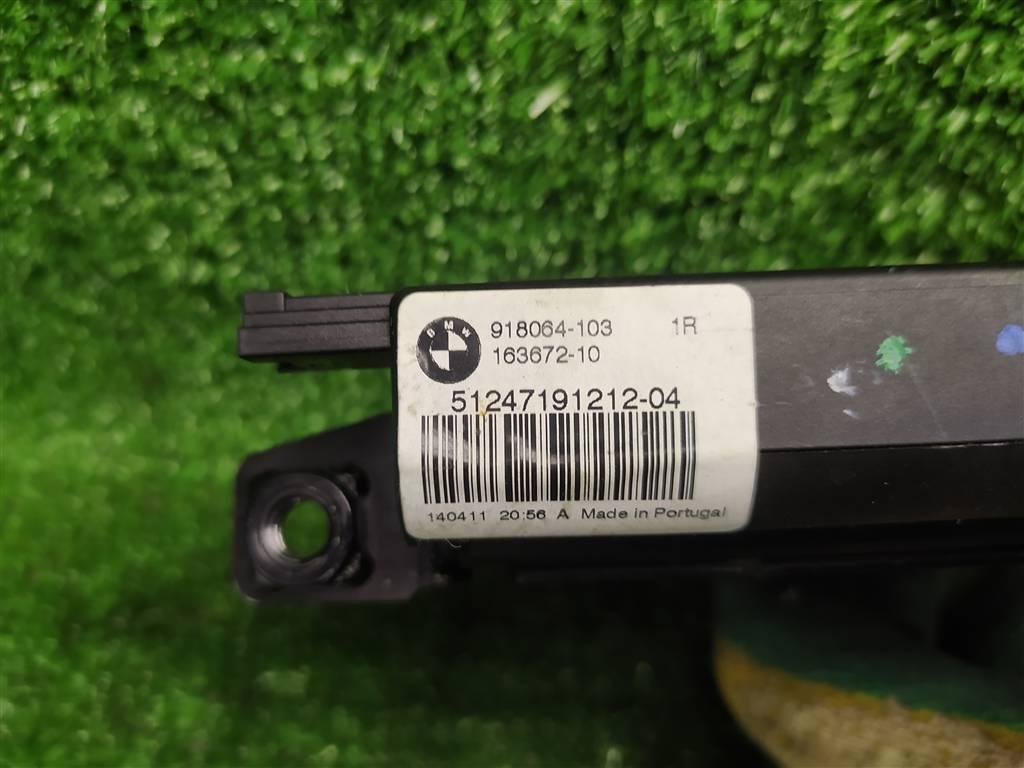 BMW
918064-103 1R
163672-10
51247191212-04
140411 20:56 A Made in Portugal